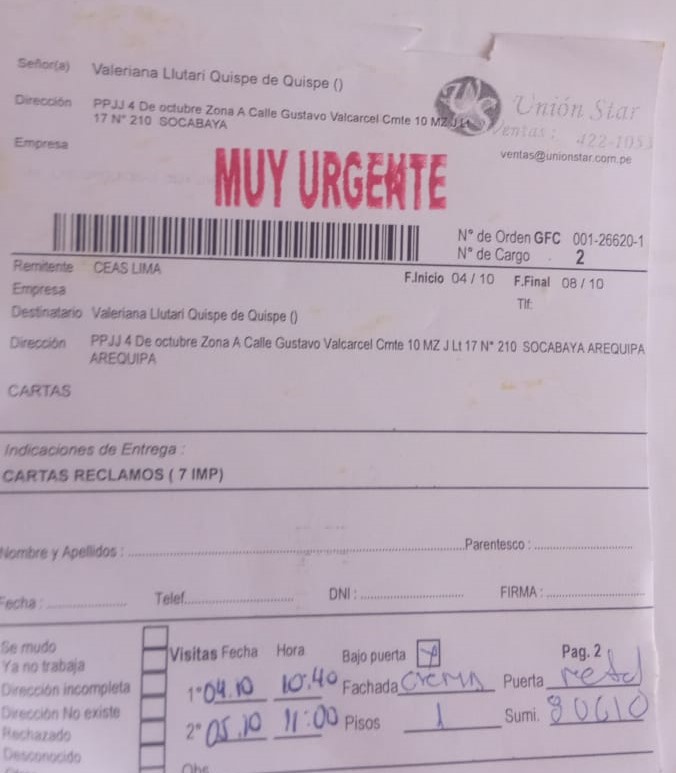 Señor(a) Valeriana Llutari Quispe de Quispe ()
Dirección PPJJ 4 De octubre Zona A Calle Gustavo Valcarcel Cmte 10 MZ J Lt
17 N° 210 SOCABAYA
Unión Star
Ventas: 422-1053
Empresa
ventas@unionstar.com.pe
MUY URGENTE
N° de Orden GFC 001-26620-1
N° de Cargo . 2
Remitente CEAS LIMA
F.Inicio 04 / 10 F.Final 08 / 10
Empresa
Tlf:
Destinatario Valeriana Llutari Quispe de Quispe ()
Dirección PPJJ 4 De octubre Zona A Calle Gustavo Valcarcel Cmte 10 MZ J Lt 17 N° 210 SOCABAYA AREQUIPA
AREQUIPA
CARTAS
Indicaciones de Entrega :
CARTAS RECLAMOS ( 7 IMP)
Nombre y Apellidos : Parentesco :
Fecha : Telef. DNI : FIRMA :
Se mudo
Visitas Fecha Hora Bajo puerta Pag. 2
Ya no trabaja
Dirección incompleta 1° 04.10 10:40 Fachada crema Puerta metal
Dirección No existe
2° 05.10 11:00 Pisos 1 Sumi.
Rechazado
Desconocido
Obs